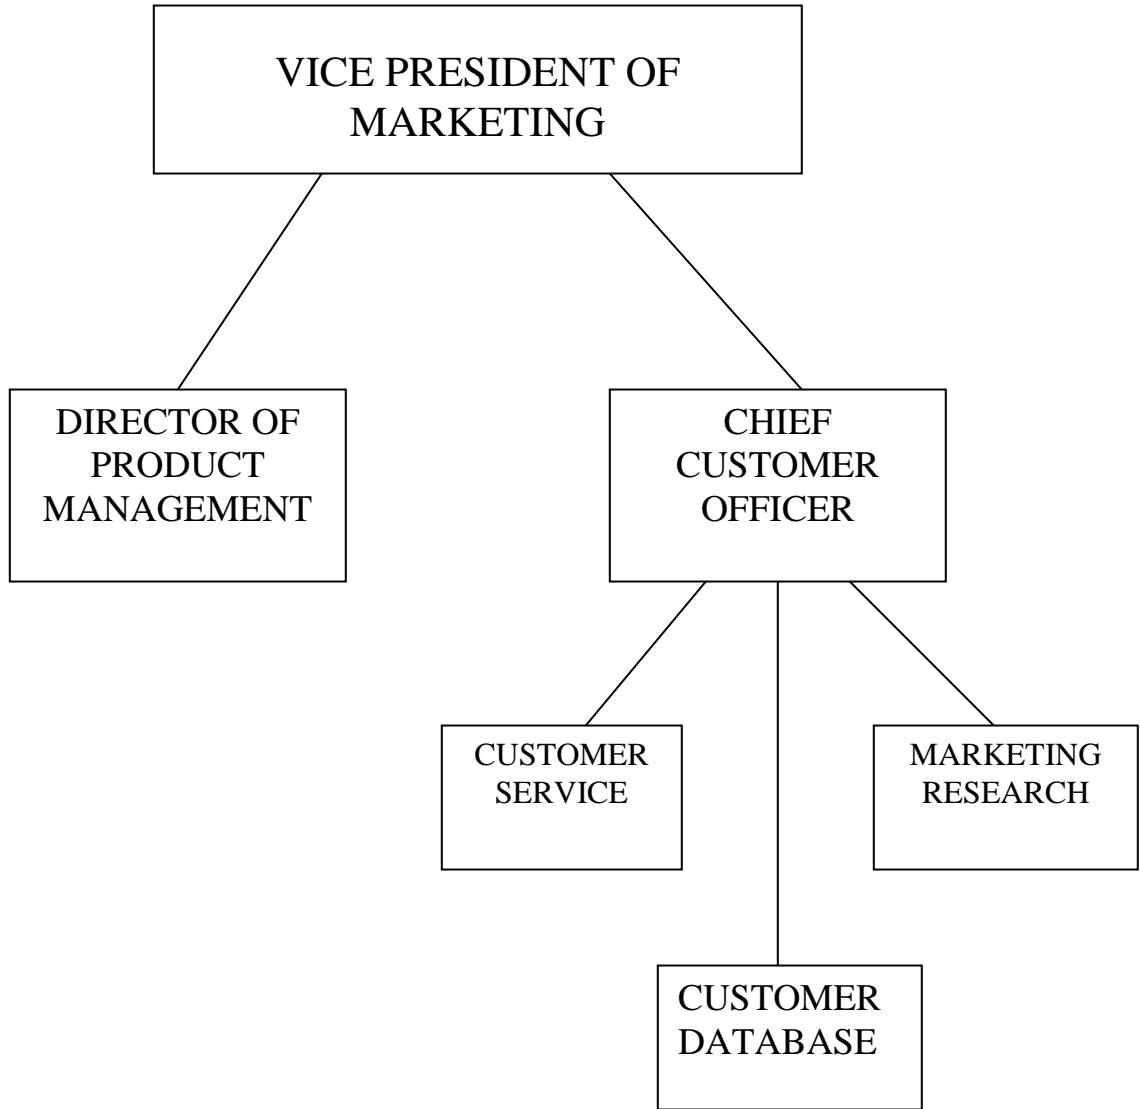 VICE PRESIDENT OF
MARKETING
DIRECTOR OF
PRODUCT
MANAGEMENT
CHIEF
CUSTOMER
OFFICER
CUSTOMER
SERVICE
MARKETING
RESEARCH
CUSTOMER
DATABASE